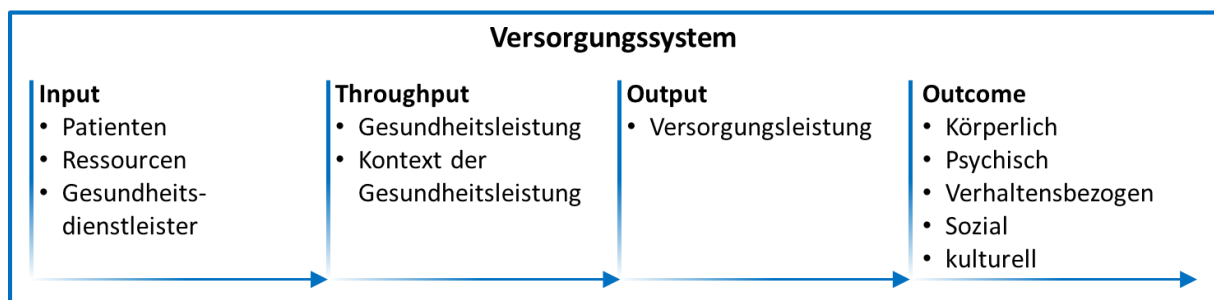 Versorgungssystem
Input
• Patienten
• Ressourcen
• Gesundheits-
dienstleister
Throughput
• Gesundheitsleistung
• Kontext der
Gesundheitsleistung
Output
• Versorgungsleistung
Outcome
• Körperlich
• Psychisch
• Verhaltensbezogen
• Sozial
• kulturell